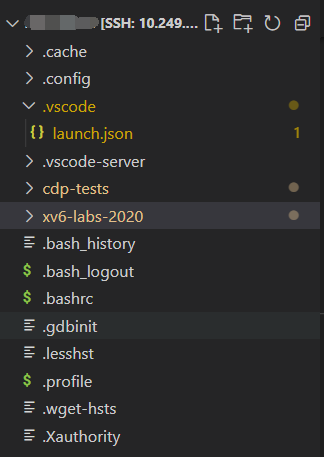 [SSH: 10.249....
.cache
.config
.vscode
{} launch.json 1
.vscode-server
cdp-tests
xv6-labs-2020
.bash_history
$ .bash_logout
$ .bashrc
.gdbinit
.lesshst
$ .profile
.wget-hsts
.Xauthority